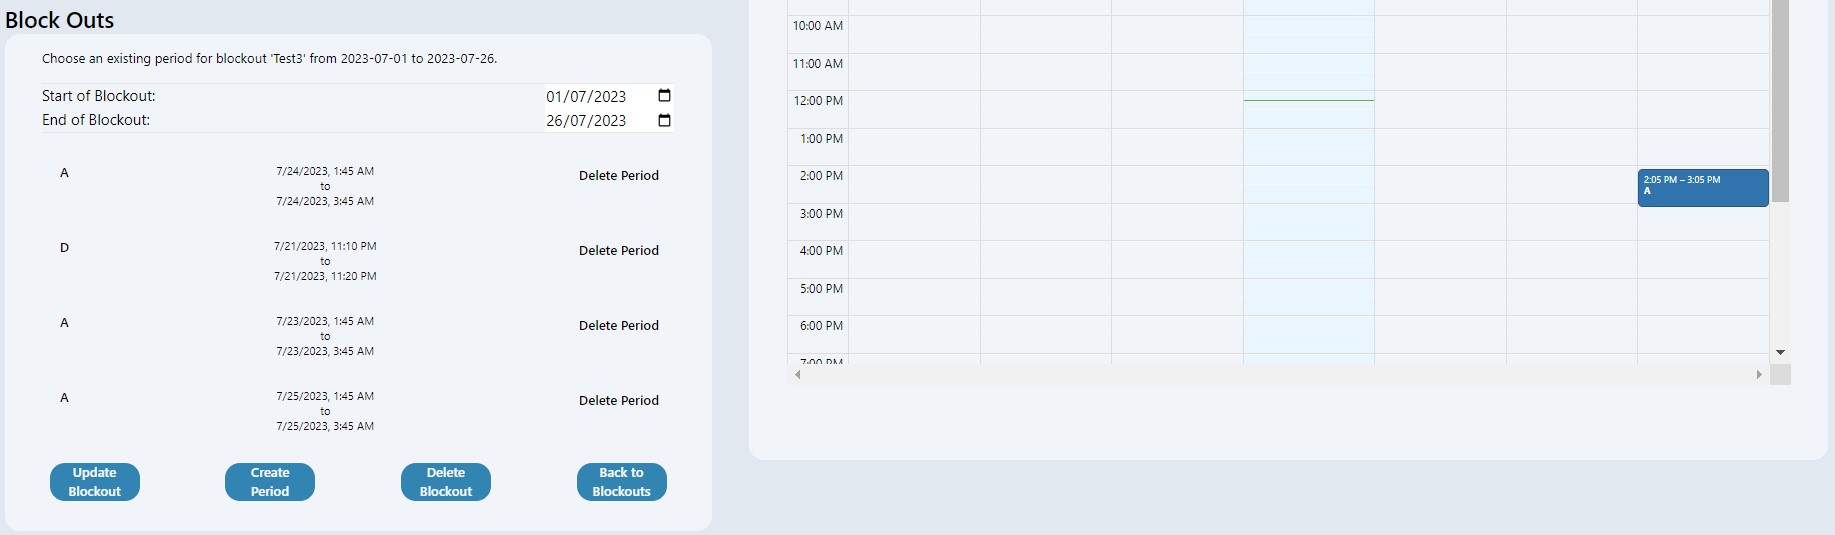 Block Outs
Choose an existing period for blockout 'Test3' from 2023-07-01 to 2023-07-26.
Start of Blockout: 01/07/2023
End of Blockout: 26/07/2023
A
7/24/2023, 1:45 AM
to
7/24/2023, 3:45 AM
Delete Period
D
7/21/2023, 11:10 PM
to
7/21/2023, 11:20 PM
Delete Period
A
7/23/2023, 1:45 AM
to
7/23/2023, 3:45 AM
Delete Period
A
7/25/2023, 1:45 AM
to
7/25/2023, 3:45 AM
Delete Period
Update
Blockout
Create
Period
Delete
Blockout
Back to
Blockouts
10:00 AM
11:00 AM
12:00 PM
1:00 PM
2:00 PM
2:05 PM – 3:05 PM
A
3:00 PM
4:00 PM
5:00 PM
6:00 PM
7:00 PM